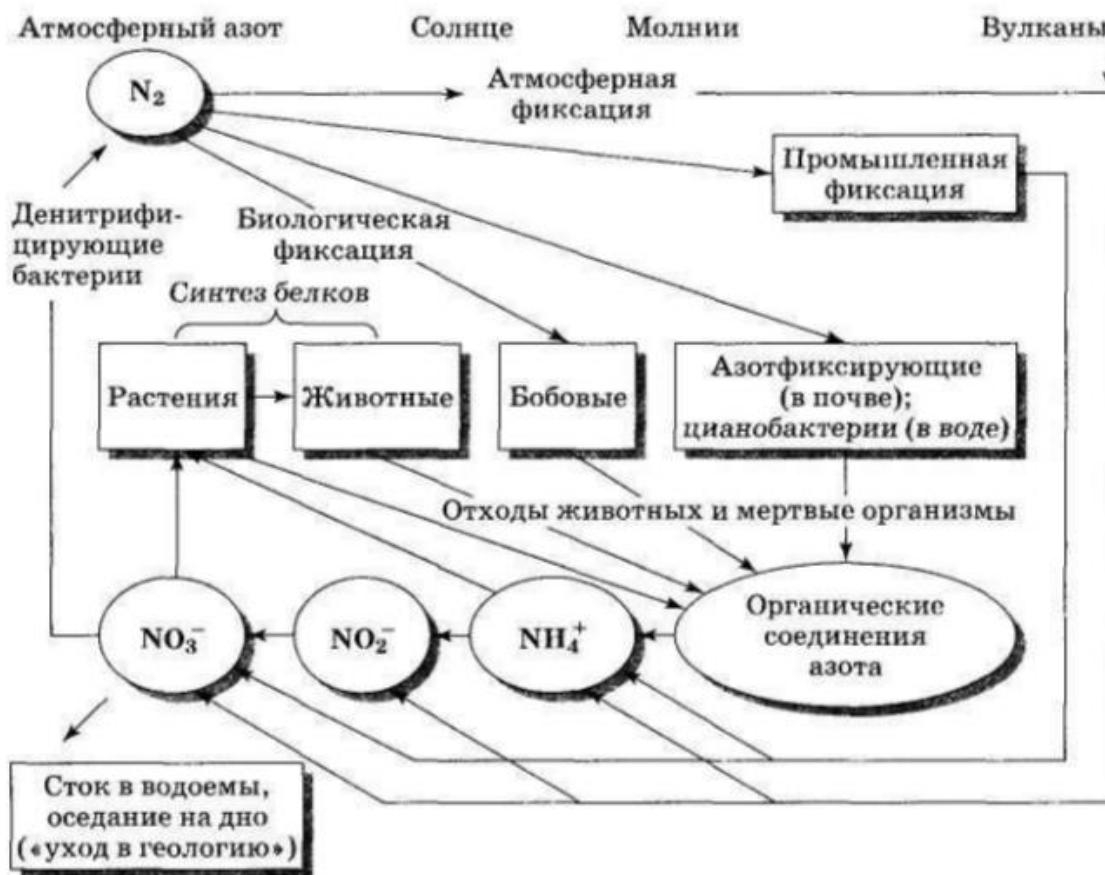 Атмосферный азот
Солнце
Молнии
Вулканы
N₂
Атмосферная
фиксация
Промышленная
фиксация
Денитрифи-
цирующие
бактерии
Биологическая
фиксация
Синтез белков
Растения
Животные
Бобовые
Азотфиксирующие
(в почве);
цианобактерии (в воде)
Отходы животных и мертвые организмы
NO₃⁻
NO₂⁻
NH₄⁺
Органические
соединения
азота
Сток в водоемы,
оседание на дно
(«уход в геологию»)